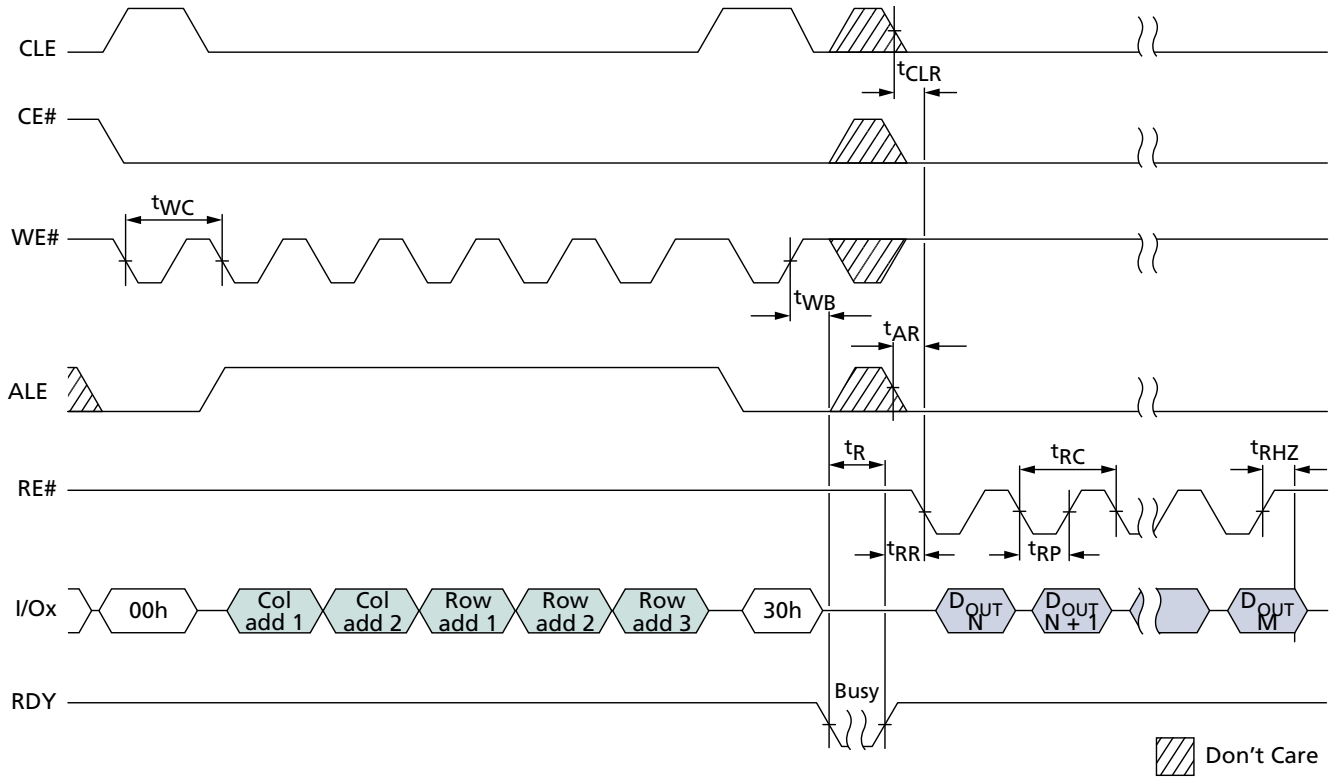 CLE
tCLR
CE#
tWC
WE#
tWB
tAR
ALE
tR
tRC
tRHZ
RE#
tRR
tRP
I/Ox
00h
Col
add 1
Col
add 2
Row
add 1
Row
add 2
Row
add 3
30h
DOUT
N
DOUT
N + 1
DOUT
M
RDY
Busy
Don't Care